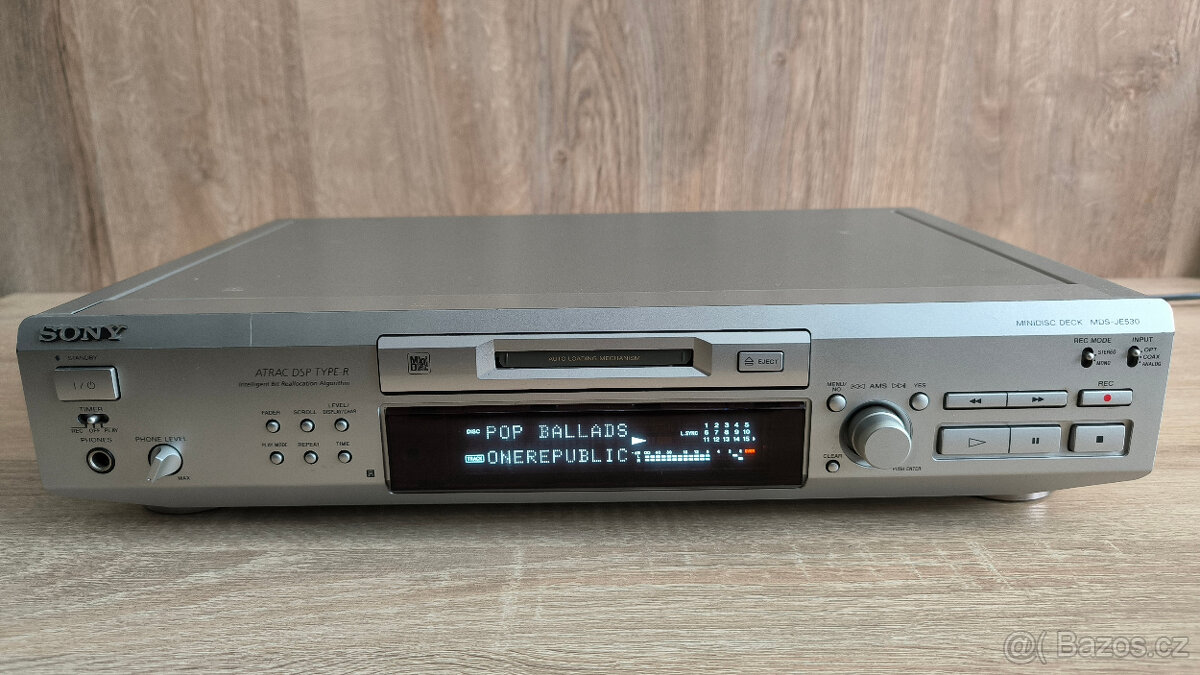 SONY
MINIDISC DECK MDS-JE530
STANDBY
I/⏻
TIMER
REC OFF PLAY
PHONES
PHONE LEVEL
MAX
ATRAC DSP TYPE-R
Intelligent Bit Reallocation Algorithm
FADER SCROLL LEVEL/
DISPLAY/CHAR
PLAY MODE REPEAT TIME
AUTO LOADING MECHANISM
EJECT
DISC POP BALLADS
TRACK ONEREPUBLIC
L.SYNC
1 2 3 4 5
6 7 8 9 10
11 12 13 14 15
OVER
MENU/
NO
AMS
YES
CLEAR
PUSH ENTER
REC MODE
STEREO
MONO
INPUT
OPT
COAX
ANALOG
REC
@( Bazos.cz